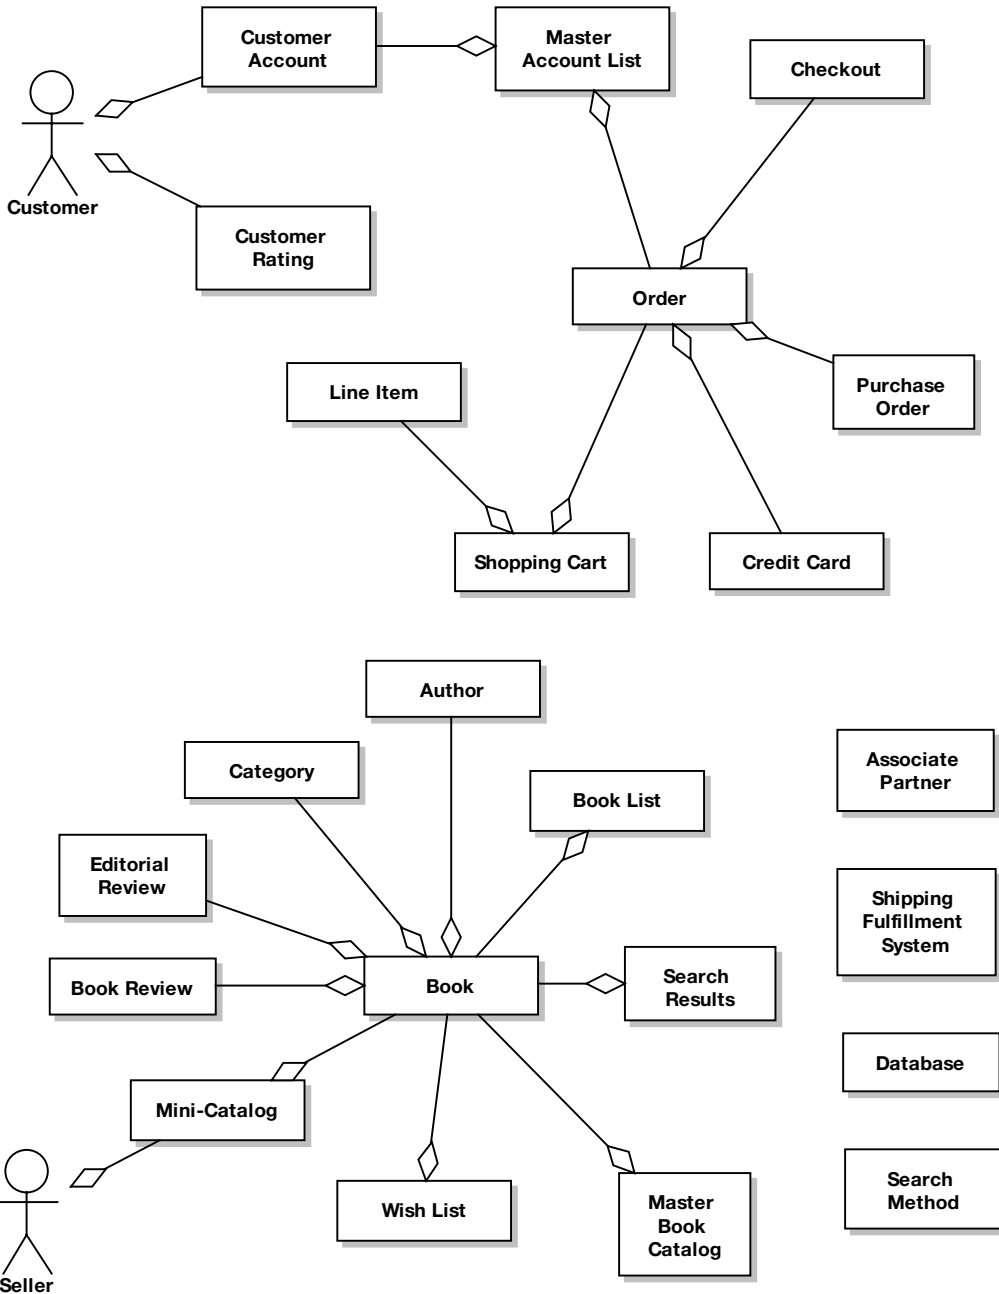 Customer
Account
Master
Account List
Checkout
Customer
Customer
Rating
Order
Line Item
Purchase
Order
Shopping Cart
Credit Card
Author
Category
Book List
Associate
Partner
Editorial
Review
Shipping
Fulfillment
System
Book Review
Book
Search
Results
Database
Mini-Catalog
Wish List
Master
Book
Catalog
Search
Method
Seller